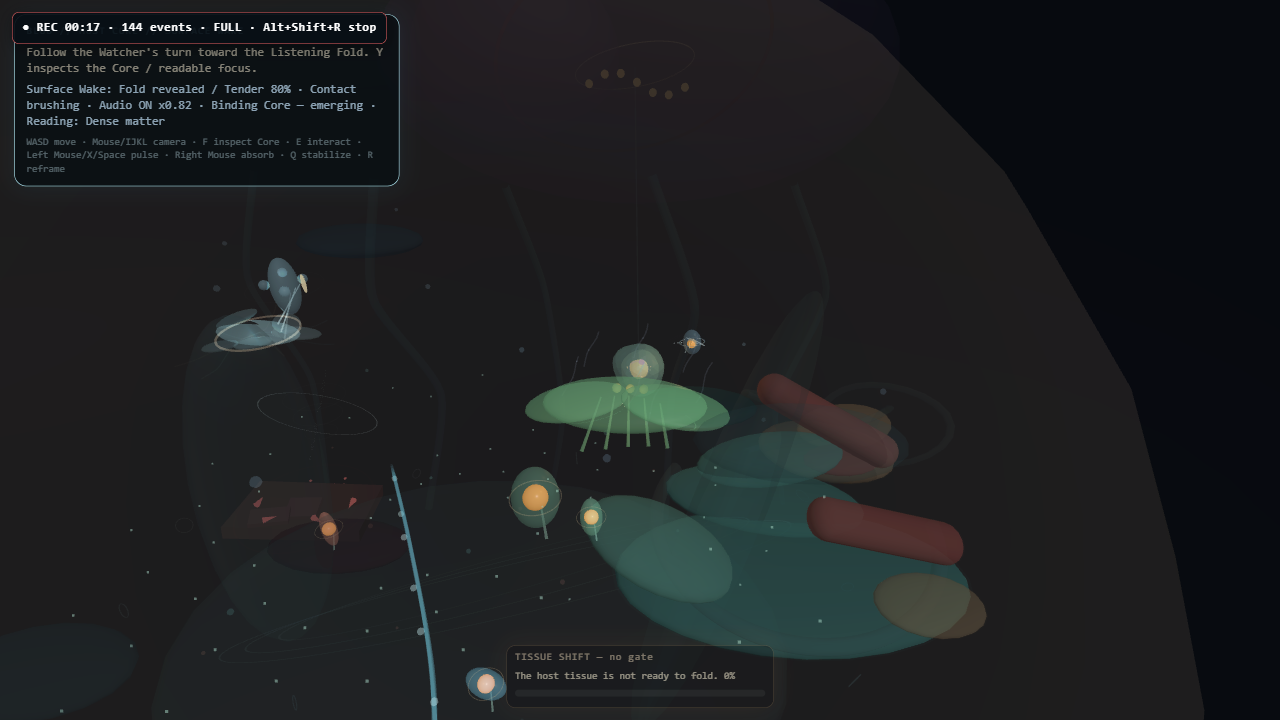 ● REC 00:17 · 144 events · FULL · Alt+Shift+R stop
Follow the Watcher's turn toward the Listening Fold. Y
inspects the Core / readable focus.
Surface Wake: Fold revealed / Tender 80% · Contact
brushing · Audio ON x0.82 · Binding Core — emerging ·
Reading: Dense matter
WASD move · Mouse/IJKL camera · F inspect Core · E interact ·
Left Mouse/X/Space pulse · Right Mouse absorb · Q stabilize · R
reframe
TISSUE SHIFT — no gate
The host tissue is not ready to fold. 0%